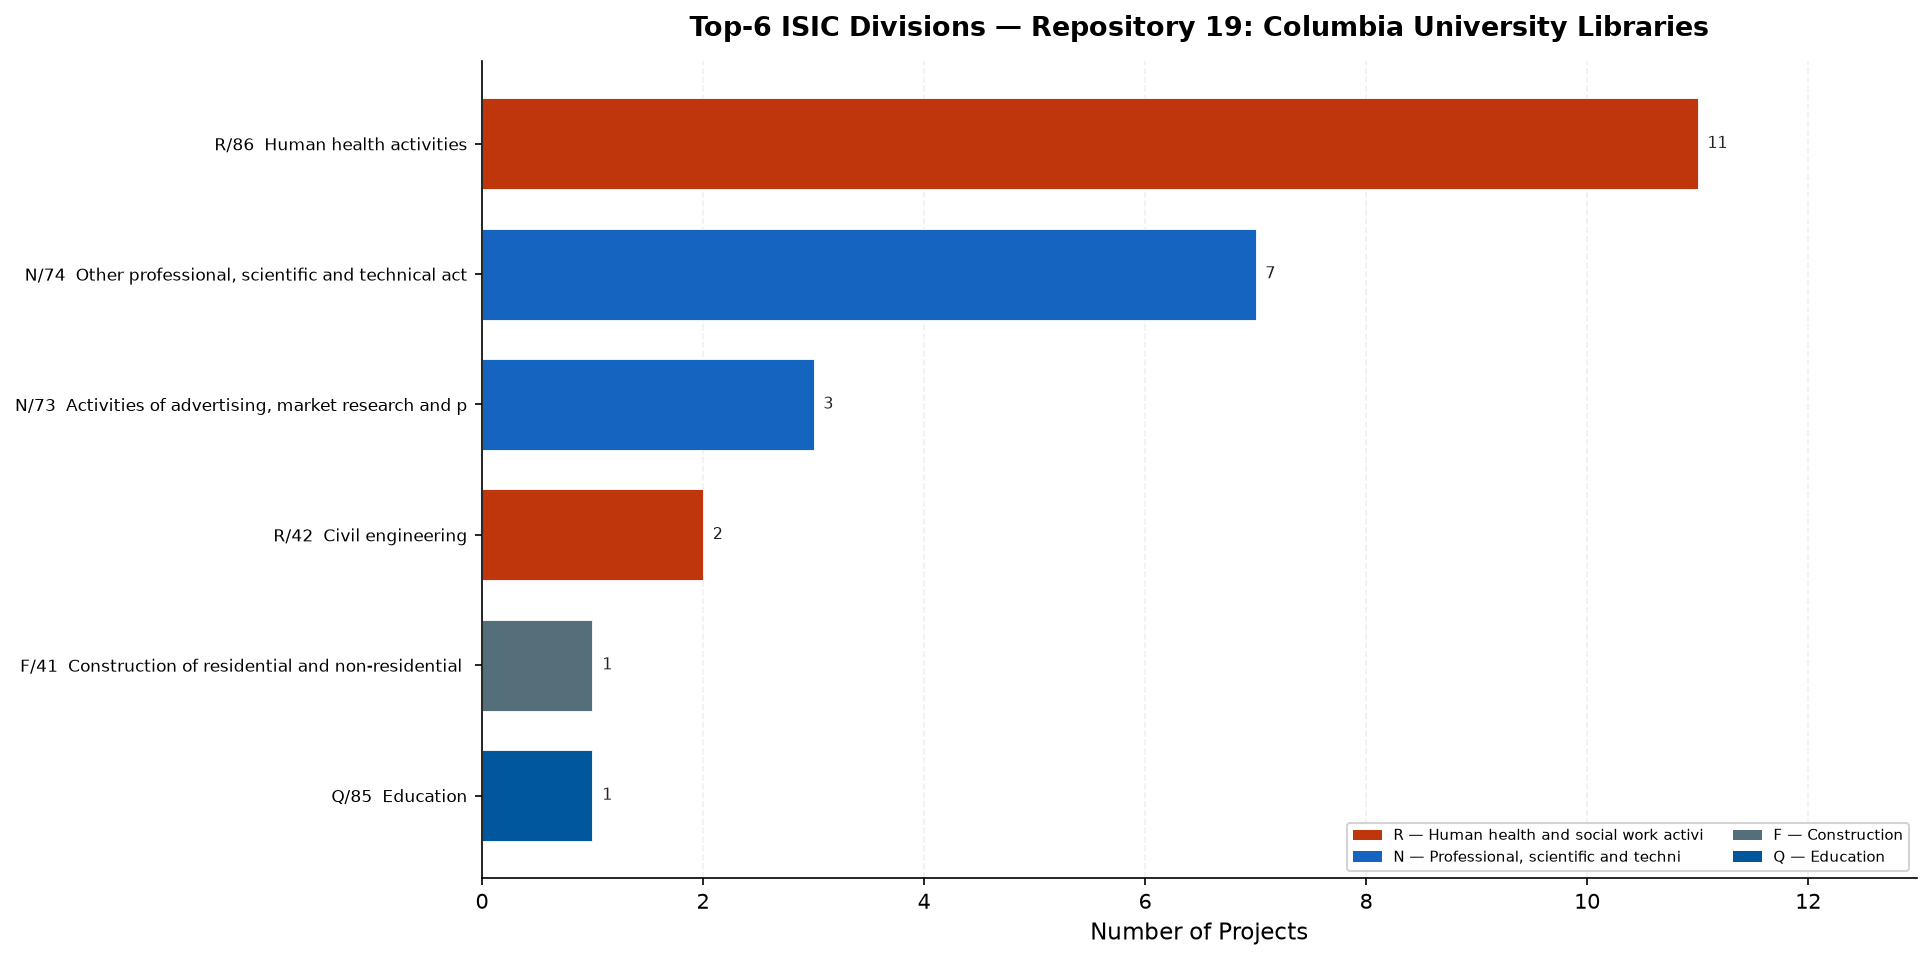 Top-6 ISIC Divisions — Repository 19: Columbia University Libraries
R/86  Human health activities
11
N/74  Other professional, scientific and technical act
7
N/73  Activities of advertising, market research and p
3
R/42  Civil engineering
2
F/41  Construction of residential and non-residential
1
Q/85  Education
1
R — Human health and social work activi
F — Construction
N — Professional, scientific and techni
Q — Education
0 2 4 6 8 10 12
Number of Projects